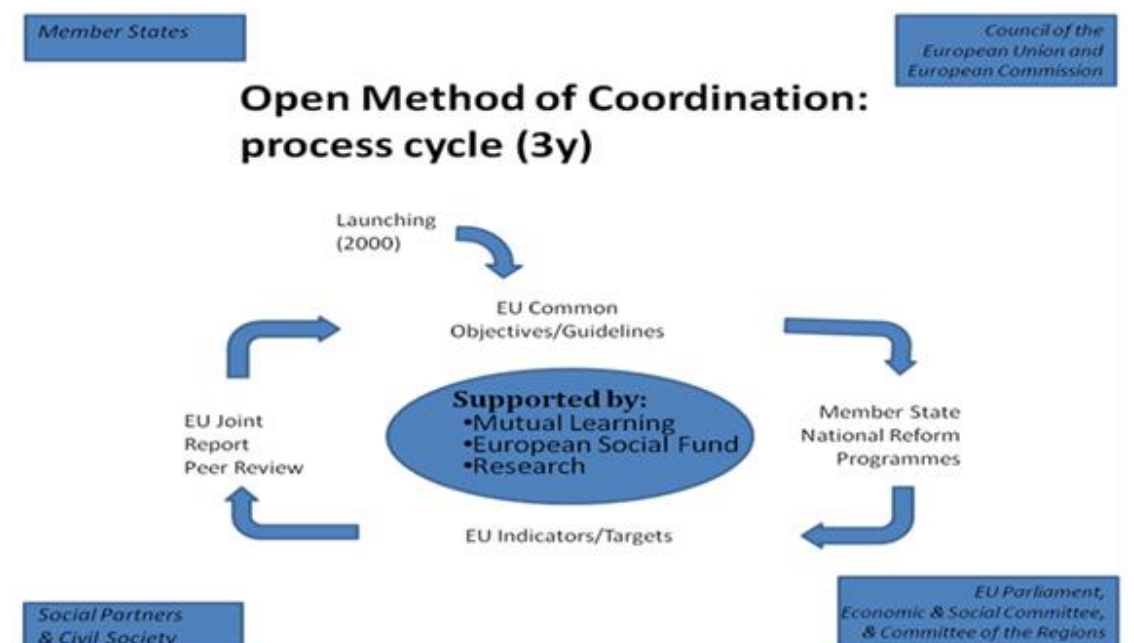 Member States
Council of the
European Union and
European Commission
Open Method of Coordination:
process cycle (3y)
Launching
(2000)
EU Common
Objectives/Guidelines
Supported by:
•Mutual Learning
•European Social Fund
•Research
Member State
National Reform
Programmes
EU Joint
Report
Peer Review
EU Indicators/Targets
Social Partners
& Civil Society
EU Parliament,
Economic & Social Committee,
& Committee of the Regions